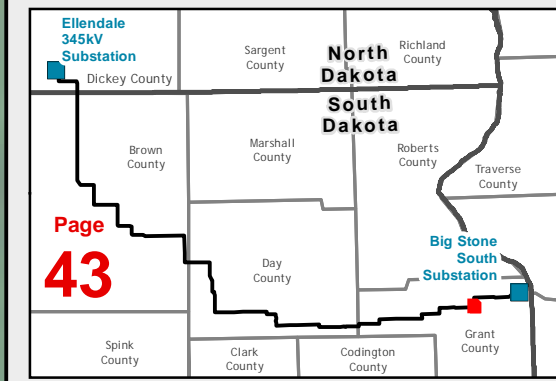 Ellendale
345kV
Substation
Dickey County
Sargent
County
North
Dakota
Richland
County
South
Dakota
Brown
County
Marshall
County
Roberts
County
Traverse
County
Page
43
Day
County
Big Stone
South
Substation
Grant
County
Spink
County
Clark
County
Codington
County